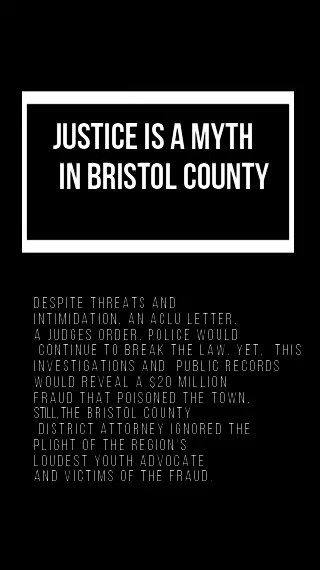 JUSTICE IS A MYTH
IN BRISTOL COUNTY
DESPITE THREATS AND
INTIMIDATION, AN ACLU LETTER,
A JUDGES ORDER, POLICE WOULD
CONTINUE TO BREAK THE LAW. YET, THIS
INVESTIGATIONS AND PUBLIC RECORDS
WOULD REVEAL A $20 MILLION
FRAUD THAT POISONED THE TOWN,
STILL,THE BRISTOL COUNTY
DISTRICT ATTORNEY IGNORED THE
PLIGHT OF THE REGION'S
LOUDEST YOUTH ADVOCATE
AND VICTIMS OF THE FRAUD.